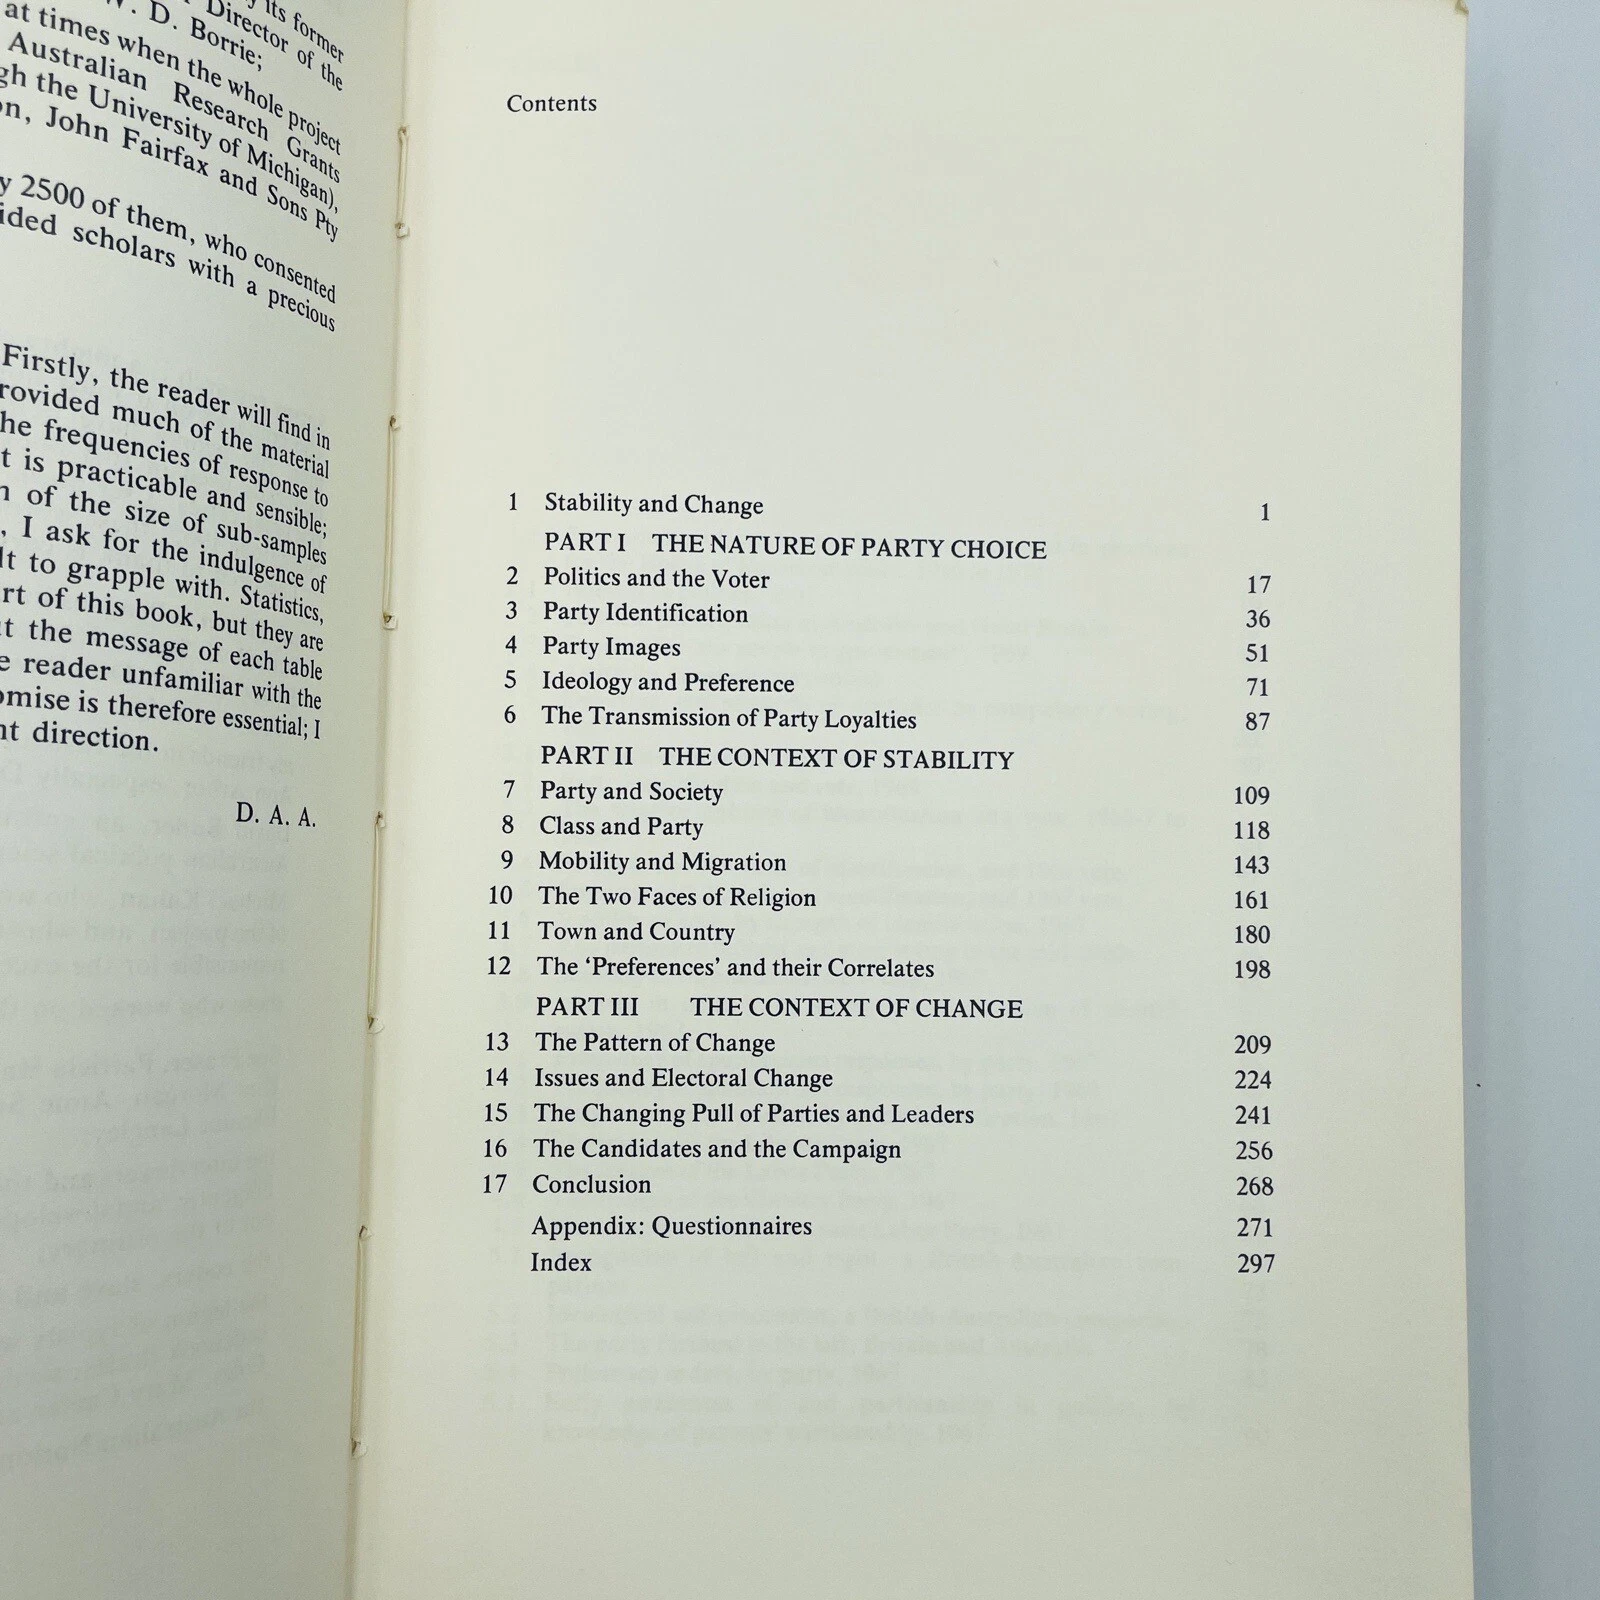 its former
Director of the
W. D. Borrie;
at times when the whole project
Australian Research Grants
the University of Michigan),
John Fairfax and Sons Pty
2500 of them, who consented
scholars with a precious
Firstly, the reader will find in
much of the material
frequencies of response to
is practicable and sensible;
of the size of sub-samples
I ask for the indulgence of
to grapple with. Statistics,
of this book, but they are
the message of each table
reader unfamiliar with the
is therefore essential; I
direction.
D. A. A.
Contents
1 Stability and Change 1
PART I THE NATURE OF PARTY CHOICE
2 Politics and the Voter 17
3 Party Identification 36
4 Party Images 51
5 Ideology and Preference 71
6 The Transmission of Party Loyalties 87
PART II THE CONTEXT OF STABILITY
7 Party and Society 109
8 Class and Party 118
9 Mobility and Migration 143
10 The Two Faces of Religion 161
11 Town and Country 180
12 The ‘Preferences’ and their Correlates 198
PART III THE CONTEXT OF CHANGE
13 The Pattern of Change 209
14 Issues and Electoral Change 224
15 The Changing Pull of Parties and Leaders 241
16 The Candidates and the Campaign 256
17 Conclusion 268
Appendix: Questionnaires 271
Index 297